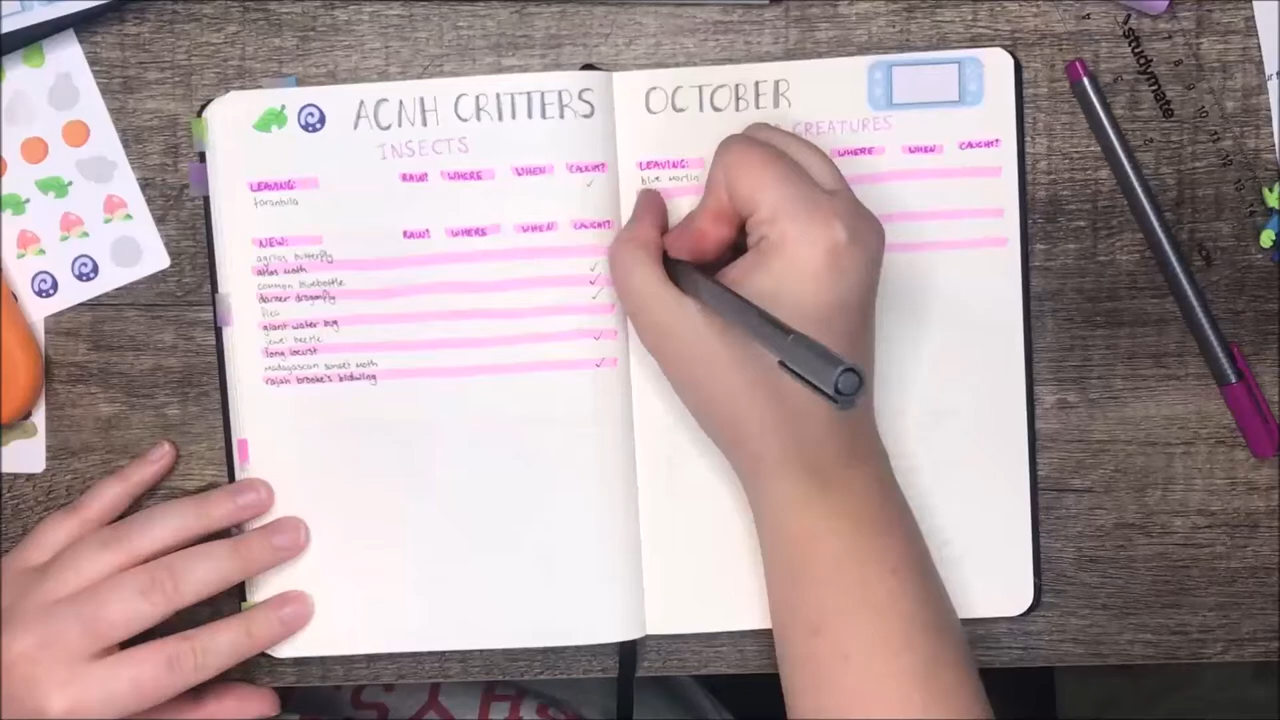 ACNH CRITTERS
INSECTS
LEAVING: RAW? WHERE WHEN CAUGHT?
tarantula ✓
NEW: RAW? WHERE WHEN CAUGHT?
agrias butterfly
atlas moth ✓
common bluebottle ✓
darner dragonfly ✓
flea
giant water bug
jewel beetle ✓
long locust
madagascan sunset moth ✓
rajah brooke's birdwing
OCTOBER
CREATURES
LEAVING: WHERE WHEN CAUGHT?
blue marlin
studymate